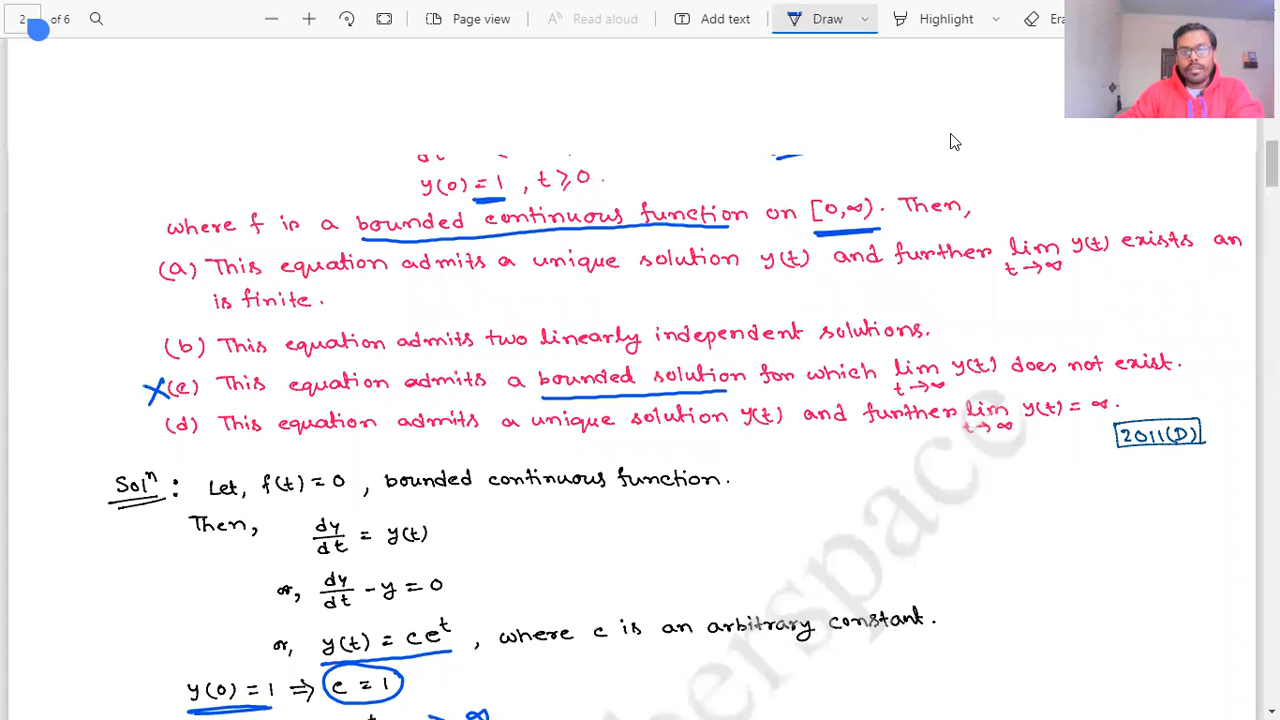 2 of 6 Page view Read aloud Add text Draw Highlight
y(0) = 1 , t ⩾ 0 .
where f is a bounded continuous function on [0,∞). Then,
(a) This equation admits a unique solution y(t) and further lim t→∞ y(t) exists an
is finite.
(b) This equation admits two linearly independent solutions.
(c) This equation admits a bounded solution for which lim t→∞ y(t) does not exist.
(d) This equation admits a unique solution y(t) and further lim t→∞ y(t) = ∞.
2011(D)
Solⁿ : Let, f(t) = 0 , bounded continuous function.
Then, dy/dt = y(t)
or, dy/dt - y = 0
or, y(t) = ce^t , where c is an arbitrary constant.
y(0) = 1 ⇒ c = 1